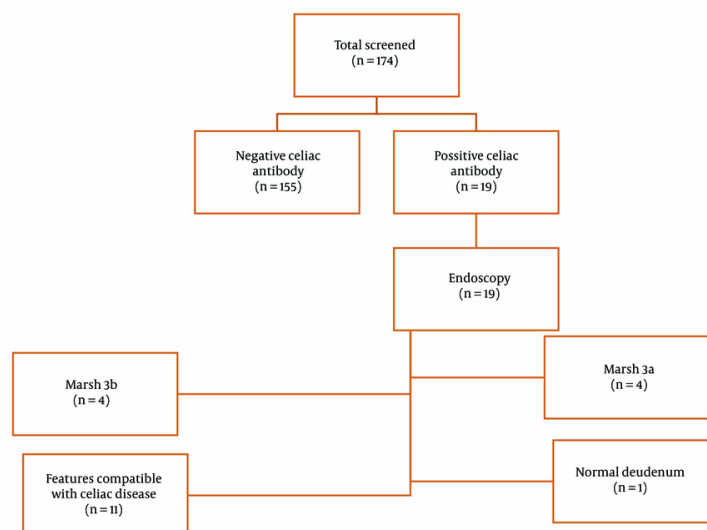 Total screened
(n = 174)
Negative celiac
antibody
(n = 155)
Possitive celiac
antibody
(n = 19)
Endoscopy
(n = 19)
Marsh 3b
(n = 4)
Marsh 3a
(n = 4)
Features compatible
with celiac disease
(n = 11)
Normal deudenum
(n = 1)